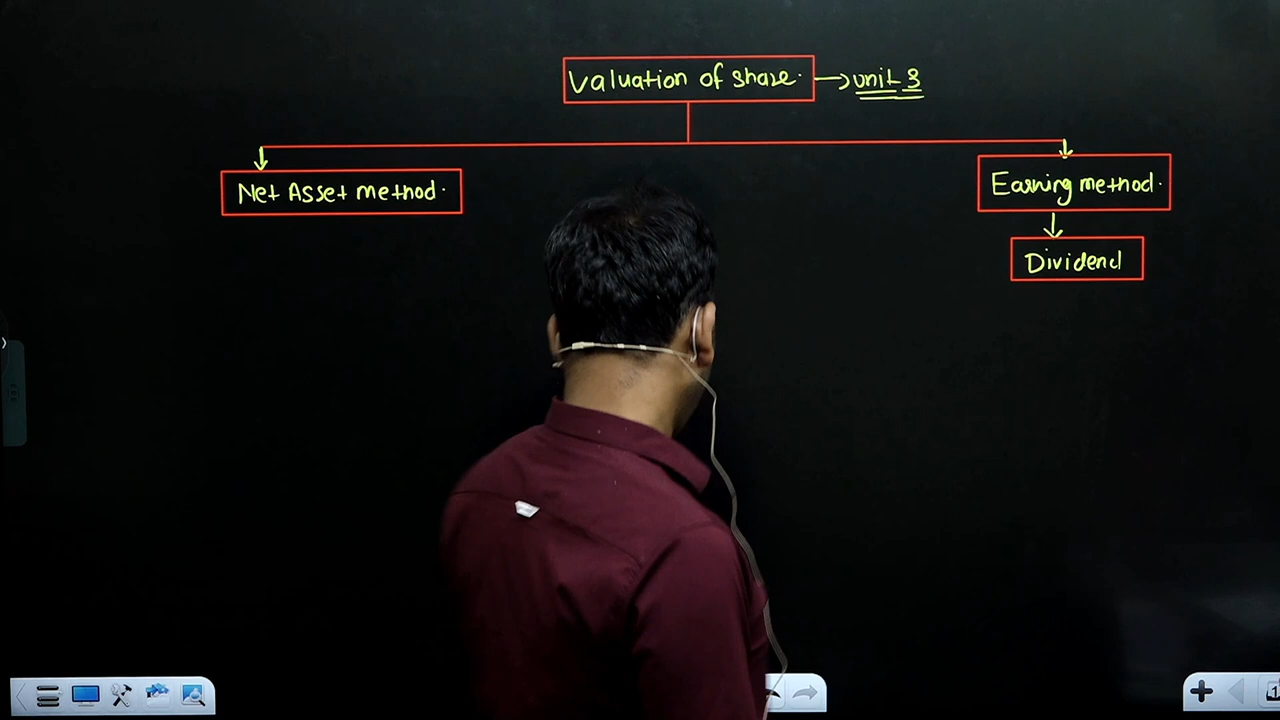 Valuation of share. → unit 3
Net Asset method.
Earning method.
Dividend